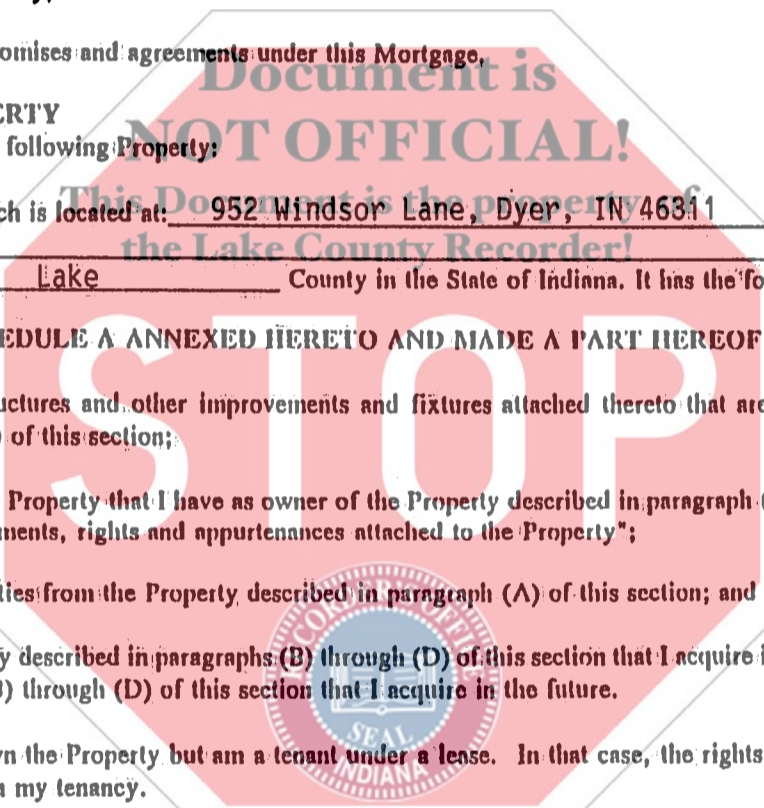 omises and agreements under this Mortgage,
Document is
ERTY
NOT OFFICIAL!
following Property:
This Document is the property of
ch is located at: 952 Windsor Lane, Dyer, IN 46311
the Lake County Recorder!
Lake County in the State of Indiana. It has the fo
EDULE A ANNEXED HERETO AND MADE A PART HEREOF
STOP
uctures and other improvements and fixtures attached thereto that are
) of this section;
Property that I have as owner of the Property described in paragraph (
ments, rights and appurtenances attached to the Property";
ties from the Property described in paragraph (A) of this section; and
y described in paragraphs (B) through (D) of this section that I acquire i
) through (D) of this section that I acquire in the future.
RECORDER'S OFFICE
SEAL
INDIANA
vn the Property but am a tenant under a lease. In that case, the rights
n my tenancy.